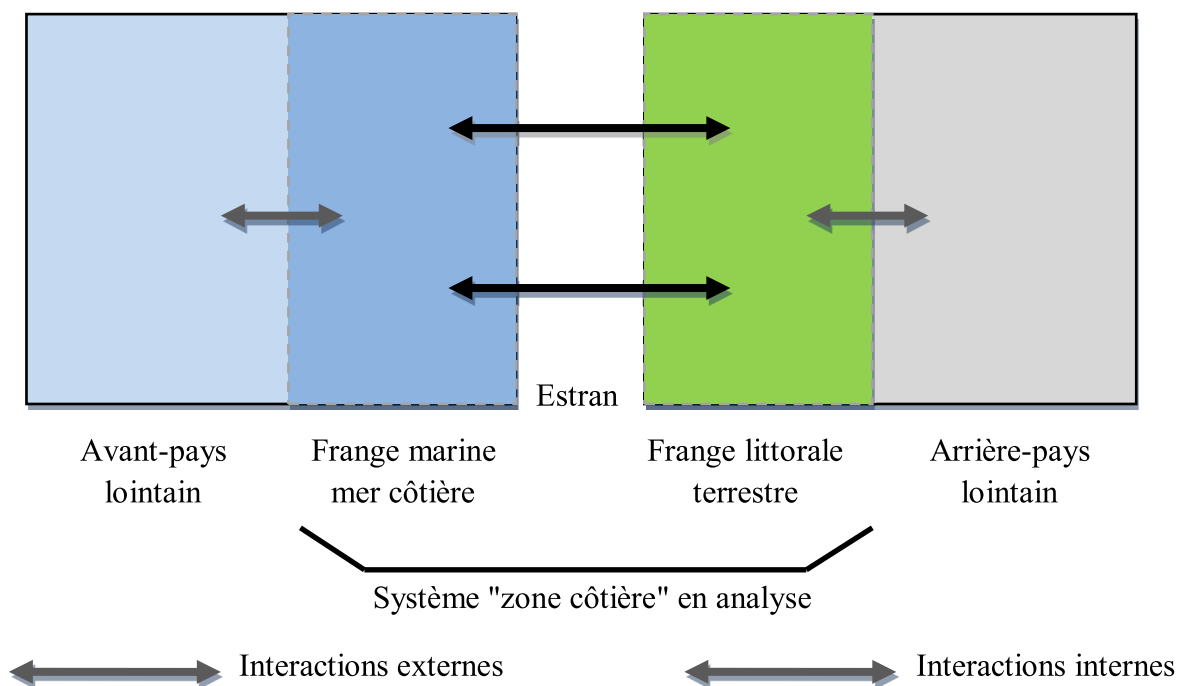 Estran
Avant-pays
lointain
Frange marine
mer côtière
Frange littorale
terrestre
Arrière-pays
lointain
Système "zone côtière" en analyse
Interactions externes
Interactions internes